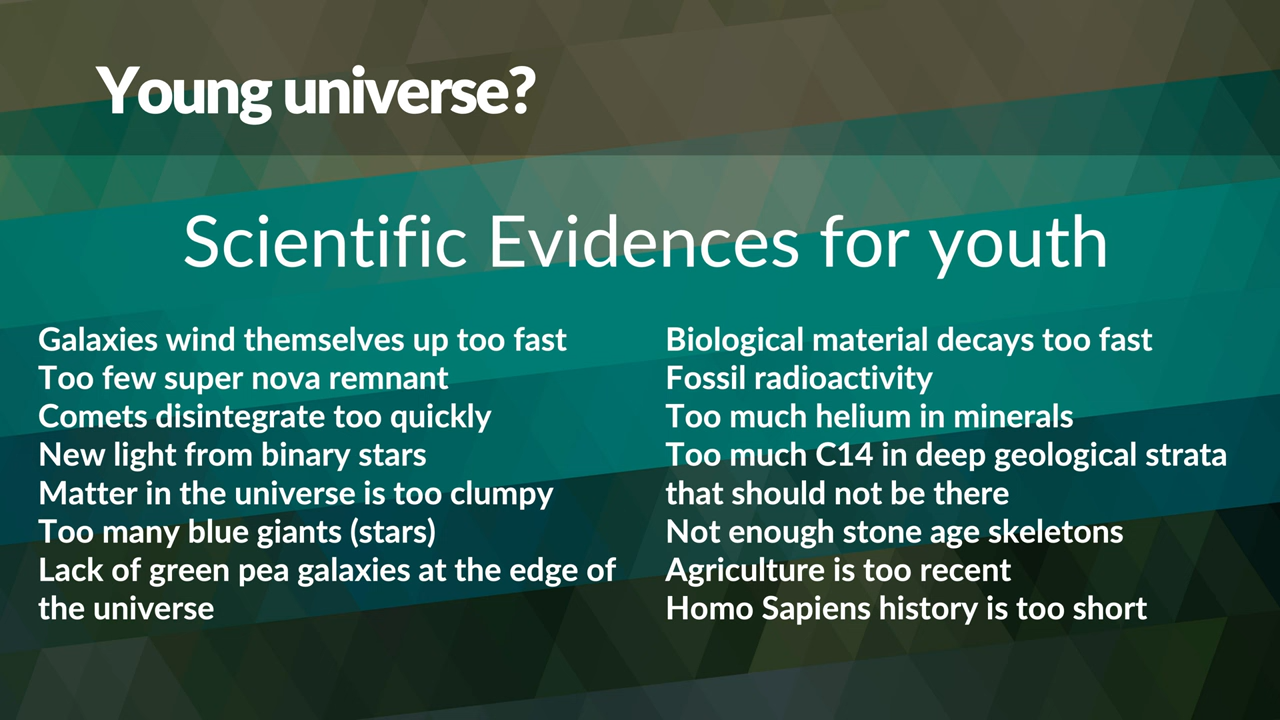 Young universe?
Scientific Evidences for youth
Galaxies wind themselves up too fast
Too few super nova remnant
Comets disintegrate too quickly
New light from binary stars
Matter in the universe is too clumpy
Too many blue giants (stars)
Lack of green pea galaxies at the edge of
the universe
Biological material decays too fast
Fossil radioactivity
Too much helium in minerals
Too much C14 in deep geological strata
that should not be there
Not enough stone age skeletons
Agriculture is too recent
Homo Sapiens history is too short